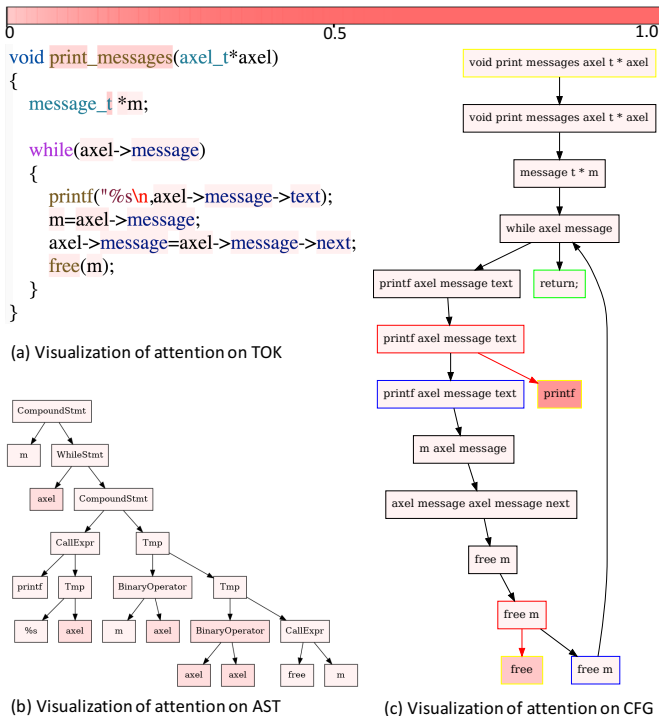 0.5
1.0
void print_messages(axel_t*axel)
{
message_t *m;
while(axel->message)
{
printf("%s\n,axel->message->text);
m=axel->message;
axel->message=axel->message->next;
free(m);
}
}
(a) Visualization of attention on TOK
CompoundStmt
m
WhileStmt
axel
CompoundStmt
CallExpr
Tmp
printf
Tmp
BinaryOperator
Tmp
%s
axel
m
axel
BinaryOperator
CallExpr
axel
axel
free
m
(b) Visualization of attention on AST
void print messages axel t * axel
void print messages axel t * axel
message t * m
while axel message
printf axel message text
return;
printf axel message text
printf axel message text
printf
m axel message
axel message axel message next
free m
free m
free
free m
(c) Visualization of attention on CFG